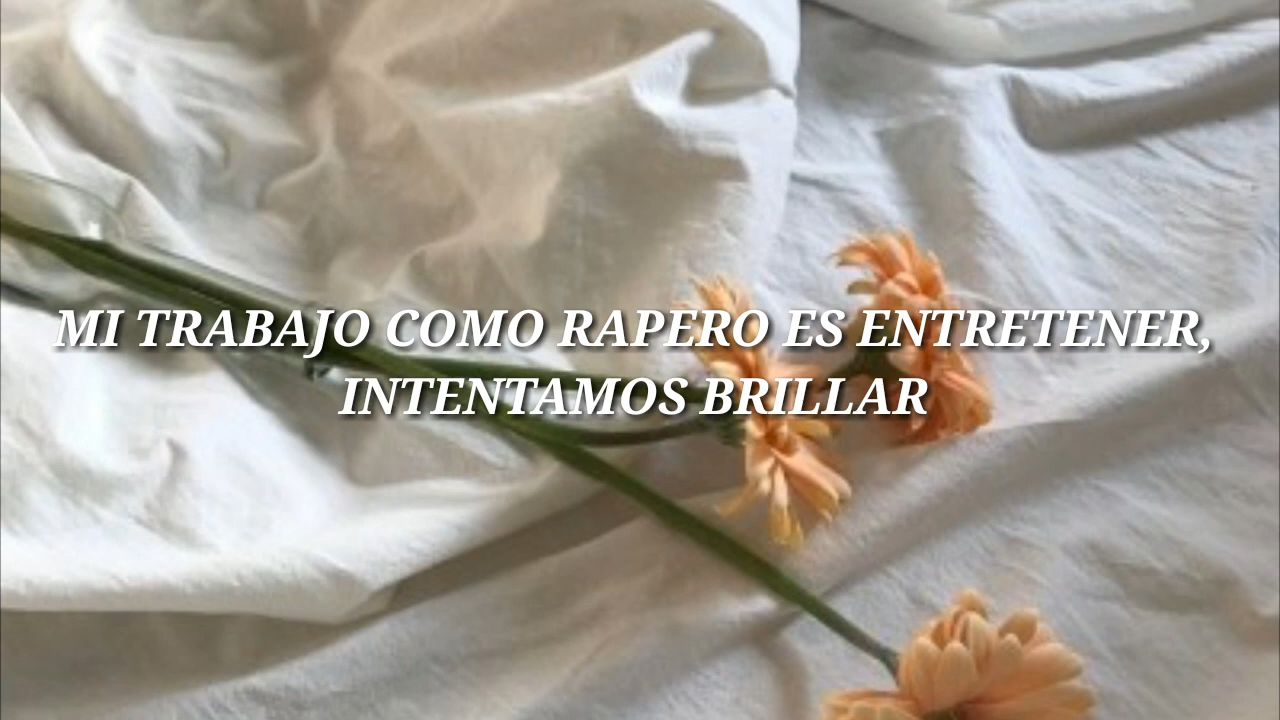 MI TRABAJO COMO RAPERO ES ENTRETENER,
INTENTAMOS BRILLAR